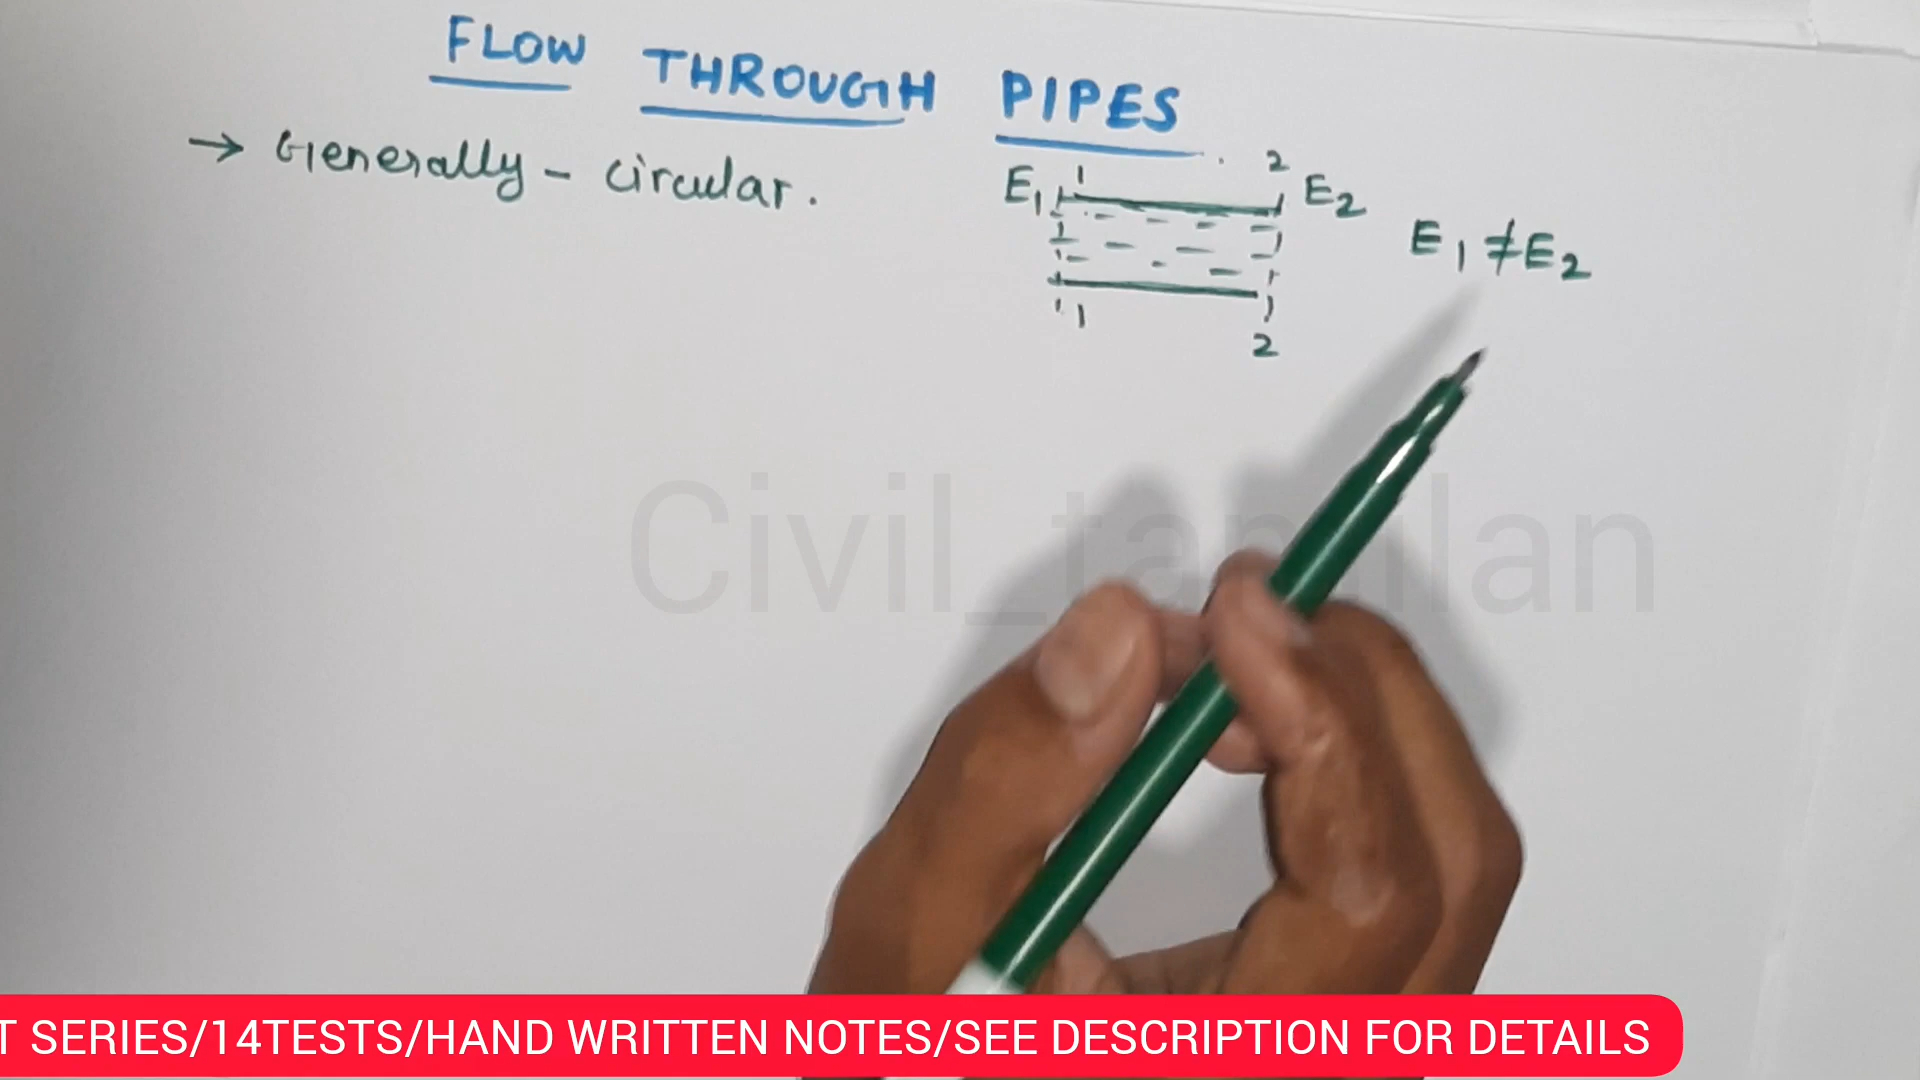 FLOW THROUGH PIPES
→ Generally - circular.
1 2
E1 E2
E1 ≠ E2
1
2
Civil_tamilan
T SERIES/14TESTS/HAND WRITTEN NOTES/SEE DESCRIPTION FOR DETAILS